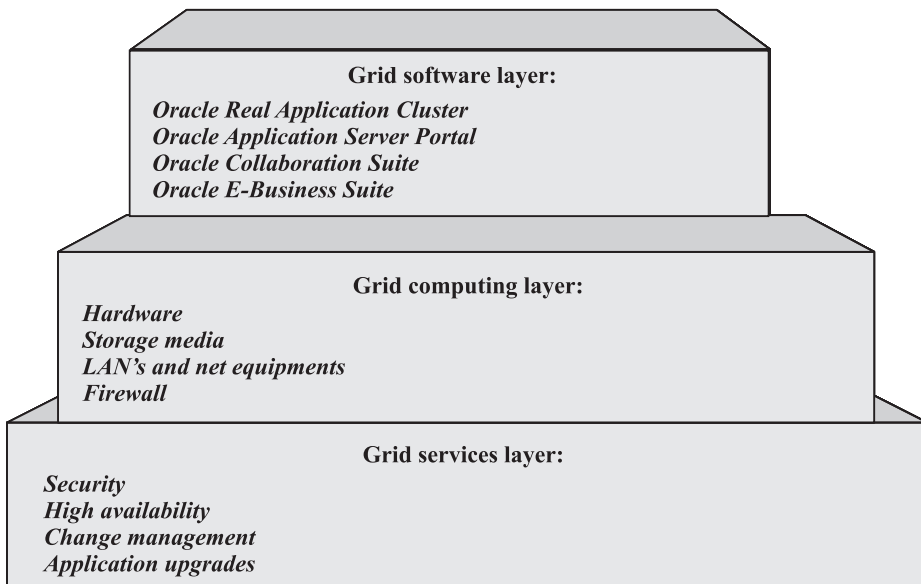 Grid software layer:
Oracle Real Application Cluster
Oracle Application Server Portal
Oracle Collaboration Suite
Oracle E-Business Suite
Grid computing layer:
Hardware
Storage media
LAN's and net equipments
Firewall
Grid services layer:
Security
High availability
Change management
Application upgrades